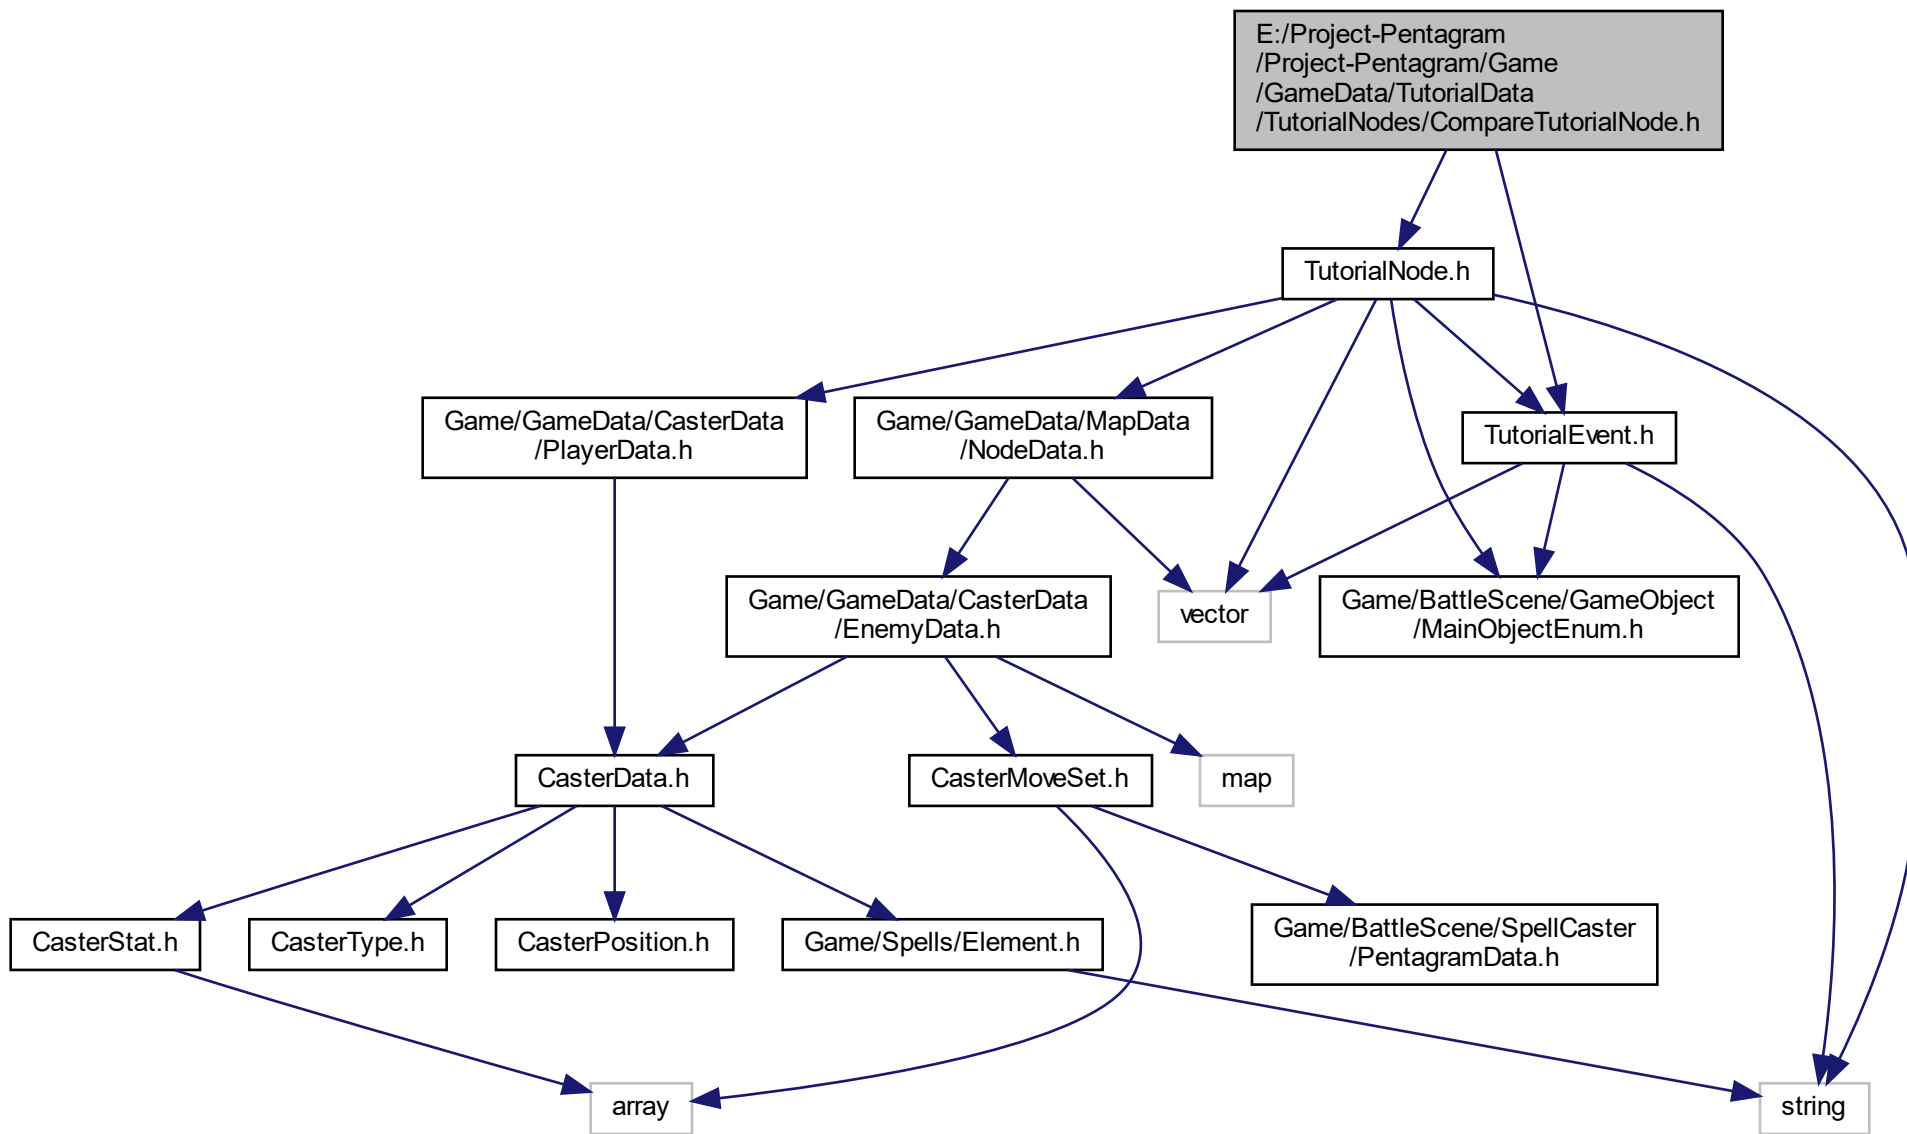 E:/Project-Pentagram
/Project-Pentagram/Game
/GameData/TutorialData
/TutorialNodes/CompareTutorialNode.h
TutorialNode.h
Game/GameData/CasterData
/PlayerData.h
Game/GameData/MapData
/NodeData.h
TutorialEvent.h
Game/GameData/CasterData
/EnemyData.h
vector
Game/BattleScene/GameObject
/MainObjectEnum.h
CasterData.h
CasterMoveSet.h
map
CasterStat.h
CasterType.h
CasterPosition.h
Game/Spells/Element.h
Game/BattleScene/SpellCaster
/PentagramData.h
array
string